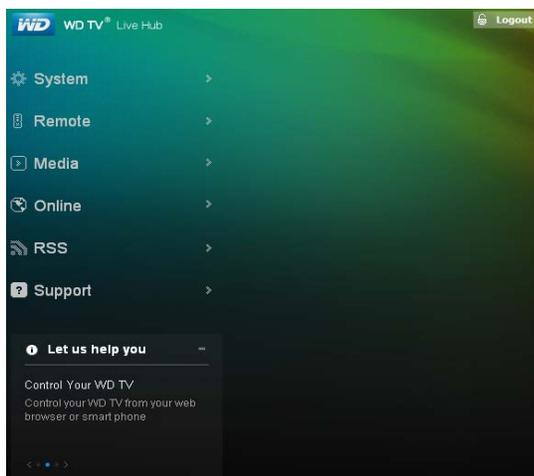 WD WD TV® Live Hub
Logout
System
Remote
Media
Online
RSS
? Support
Let us help you
Control Your WD TV
Control your WD TV from your web
browser or smart phone